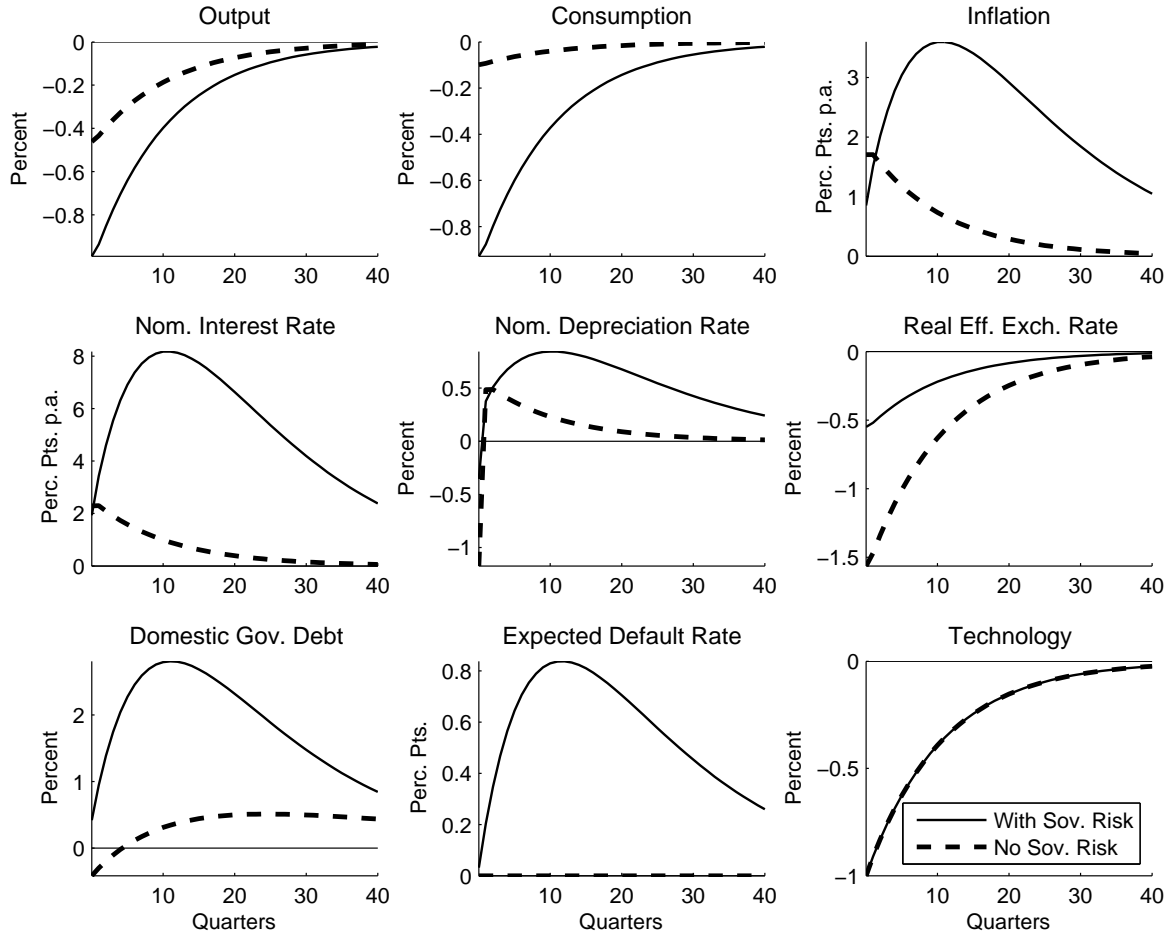 Output
Percent
0
−0.2
−0.4
−0.6
−0.8
10 20 30 40
Consumption
Percent
0
−0.2
−0.4
−0.6
−0.8
10 20 30 40
Inflation
Perc. Pts. p.a.
3
2
1
0
10 20 30 40
Nom. Interest Rate
Perc. Pts. p.a.
8
6
4
2
0
10 20 30 40
Nom. Depreciation Rate
Percent
0.5
0
−0.5
−1
10 20 30 40
Real Eff. Exch. Rate
Percent
0
−0.5
−1
−1.5
10 20 30 40
Domestic Gov. Debt
Percent
2
1
0
10 20 30 40
Quarters
Expected Default Rate
Perc. Pts.
0.8
0.6
0.4
0.2
0
10 20 30 40
Quarters
Technology
Percent
0
−0.5
−1
With Sov. Risk
No Sov. Risk
10 20 30 40
Quarters